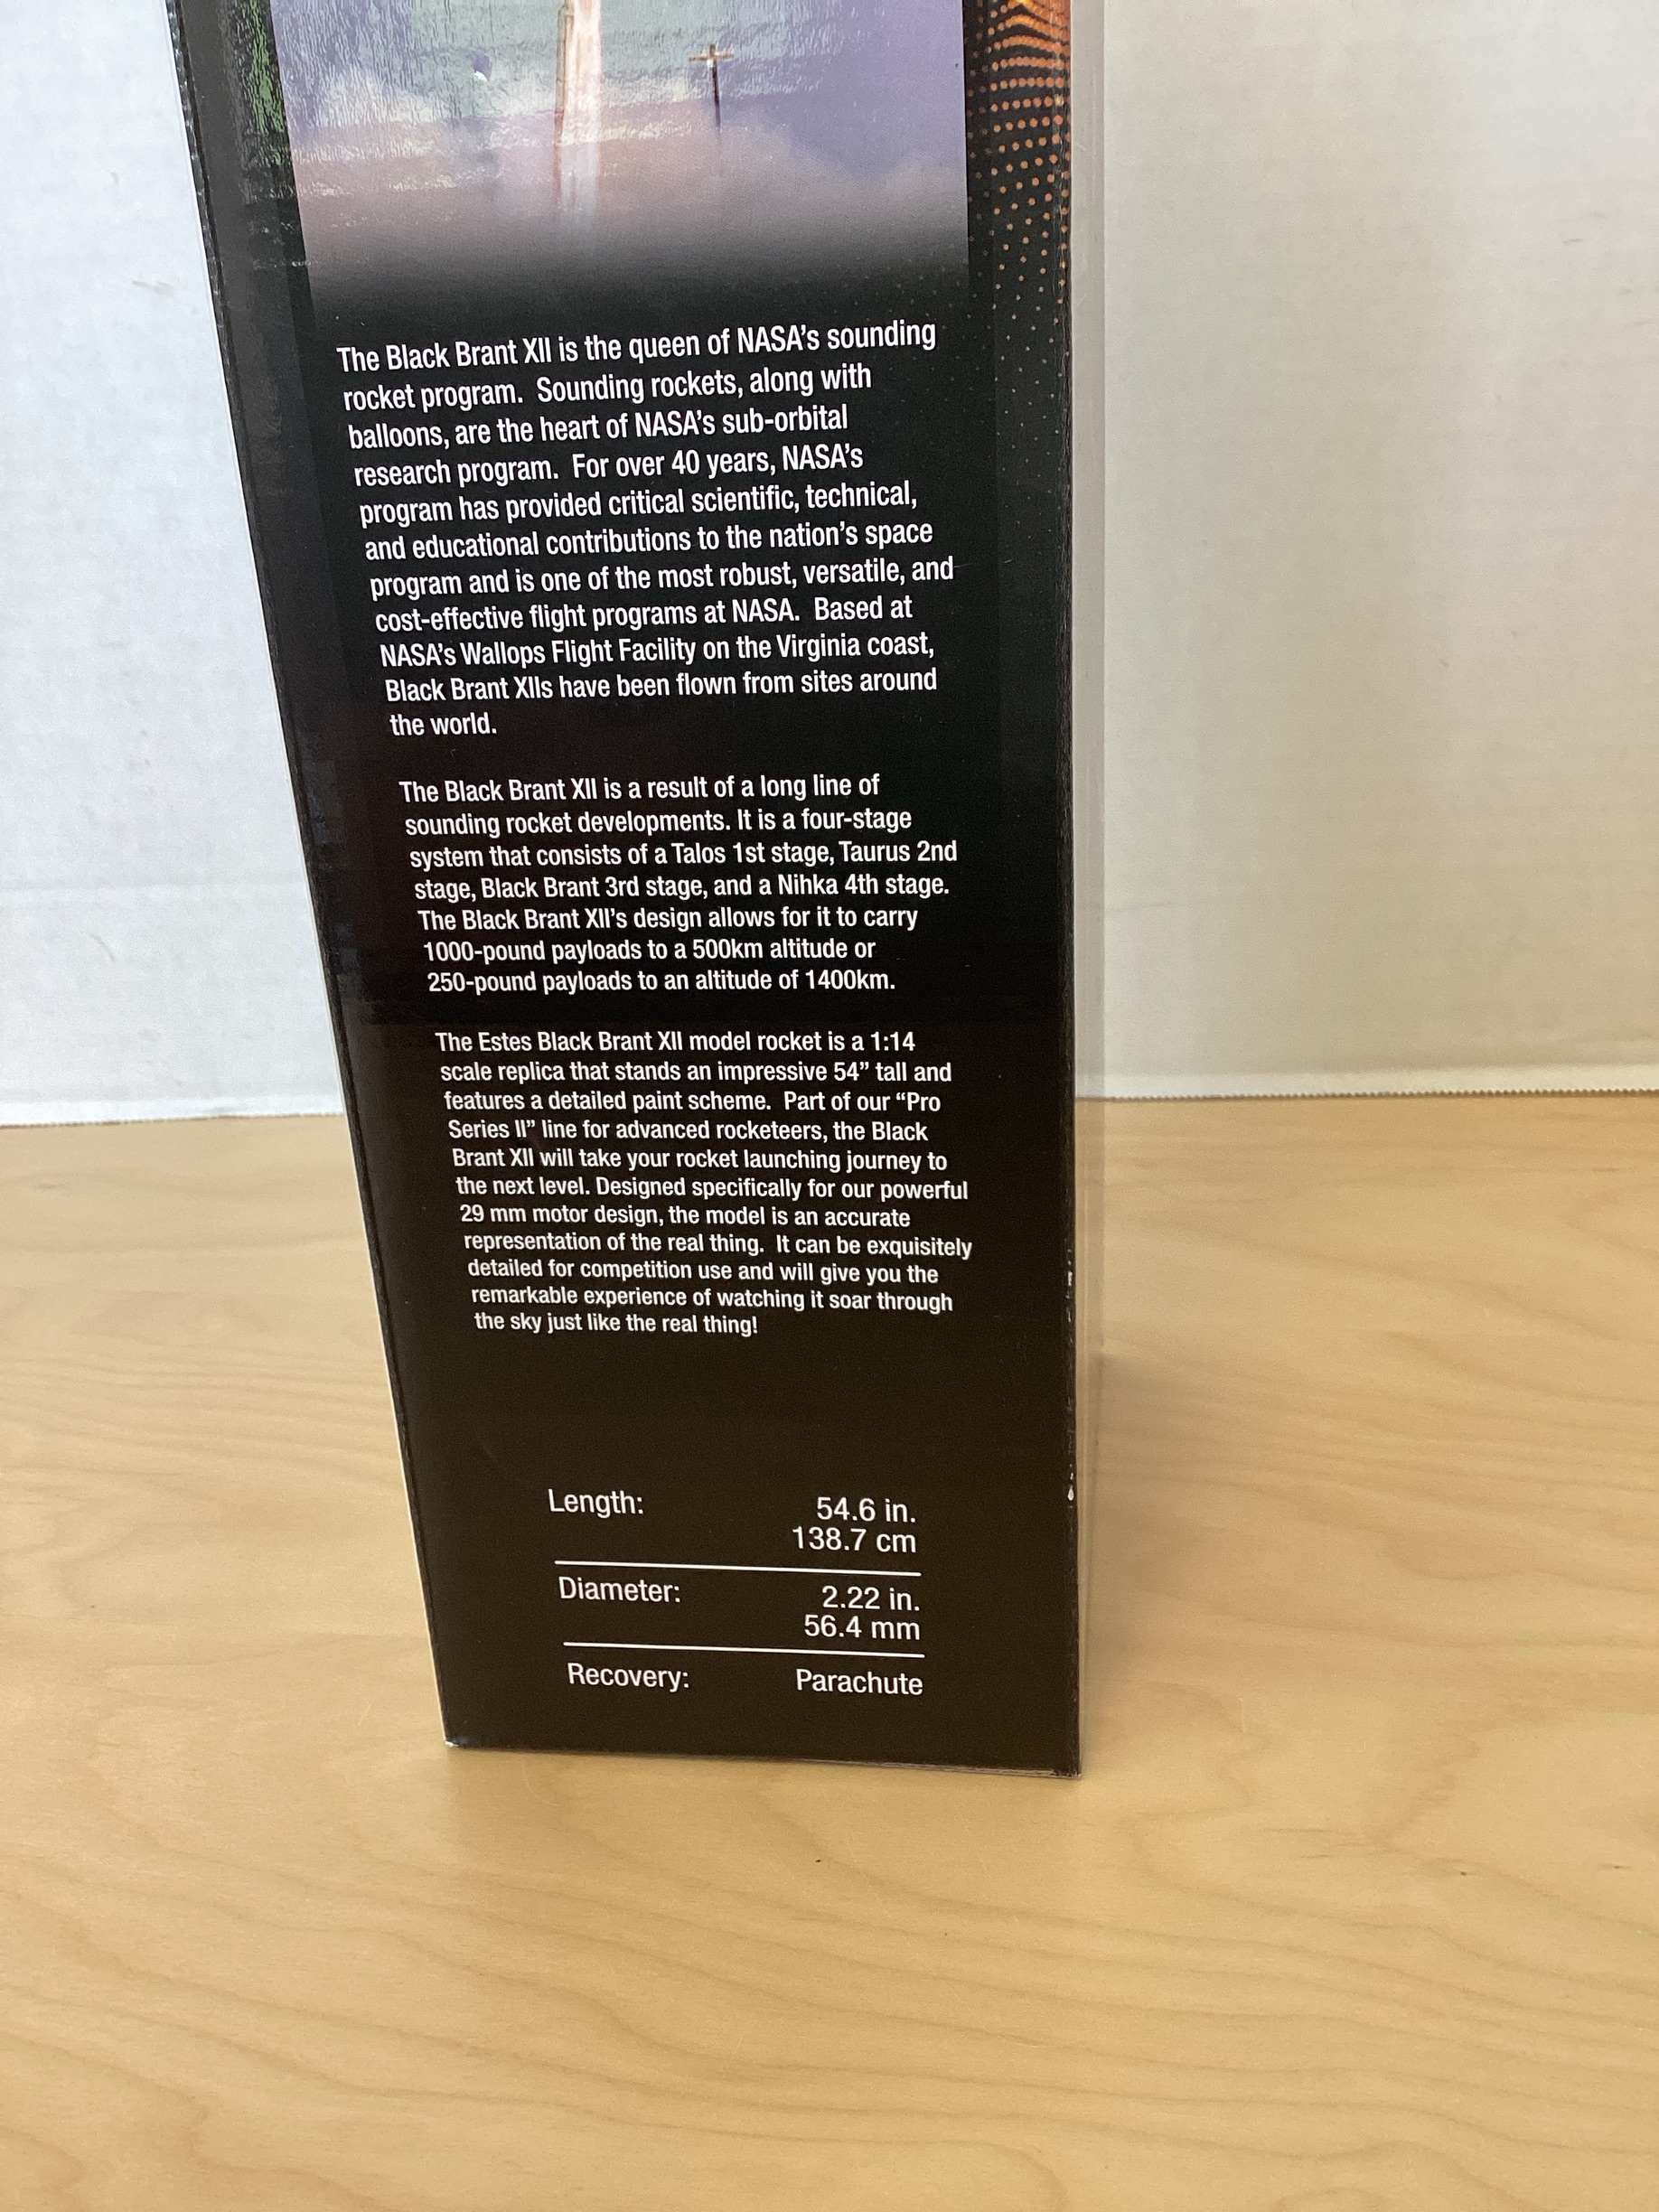 The Black Brant XII is the queen of NASA's sounding
rocket program.  Sounding rockets, along with
balloons, are the heart of NASA's sub-orbital
research program.  For over 40 years, NASA's
program has provided critical scientific, technical,
and educational contributions to the nation's space
program and is one of the most robust, versatile, and
cost-effective flight programs at NASA.  Based at
NASA's Wallops Flight Facility on the Virginia coast,
Black Brant XIIs have been flown from sites around
the world.
The Black Brant XII is a result of a long line of
sounding rocket developments. It is a four-stage
system that consists of a Talos 1st stage, Taurus 2nd
stage, Black Brant 3rd stage, and a Nihka 4th stage.
The Black Brant XII's design allows for it to carry
1000-pound payloads to a 500km altitude or
250-pound payloads to an altitude of 1400km.
The Estes Black Brant XII model rocket is a 1:14
scale replica that stands an impressive 54” tall and
features a detailed paint scheme.  Part of our “Pro
Series II” line for advanced rocketeers, the Black
Brant XII will take your rocket launching journey to
the next level. Designed specifically for our powerful
29 mm motor design, the model is an accurate
representation of the real thing.  It can be exquisitely
detailed for competition use and will give you the
remarkable experience of watching it soar through
the sky just like the real thing!
Length: 54.6 in.
138.7 cm
Diameter: 2.22 in.
56.4 mm
Recovery: Parachute